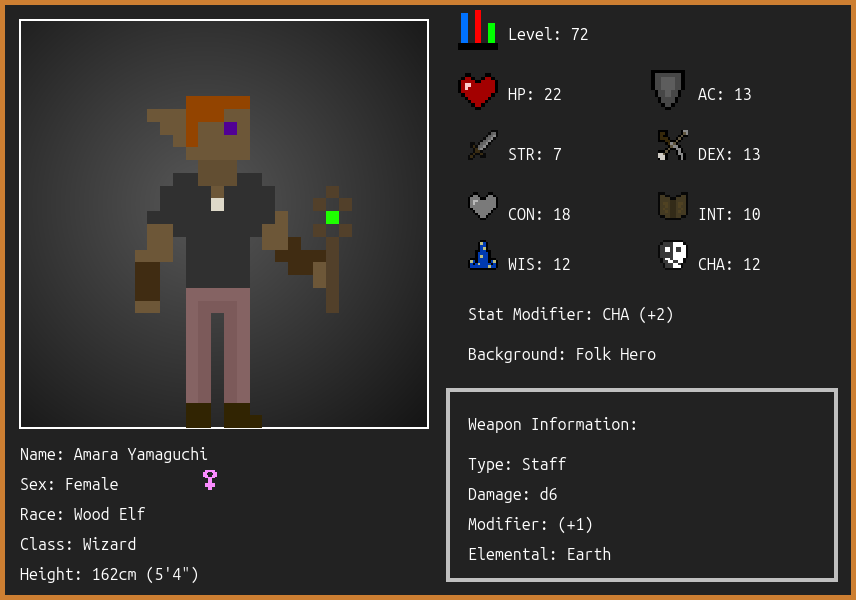 Level: 72
HP: 22
AC: 13
STR: 7
DEX: 13
CON: 18
INT: 10
WIS: 12
CHA: 12
Stat Modifier: CHA (+2)
Background: Folk Hero
Weapon Information:
Type: Staff
Damage: d6
Modifier: (+1)
Elemental: Earth
Name: Amara Yamaguchi
Sex: Female
Race: Wood Elf
Class: Wizard
Height: 162cm (5'4")